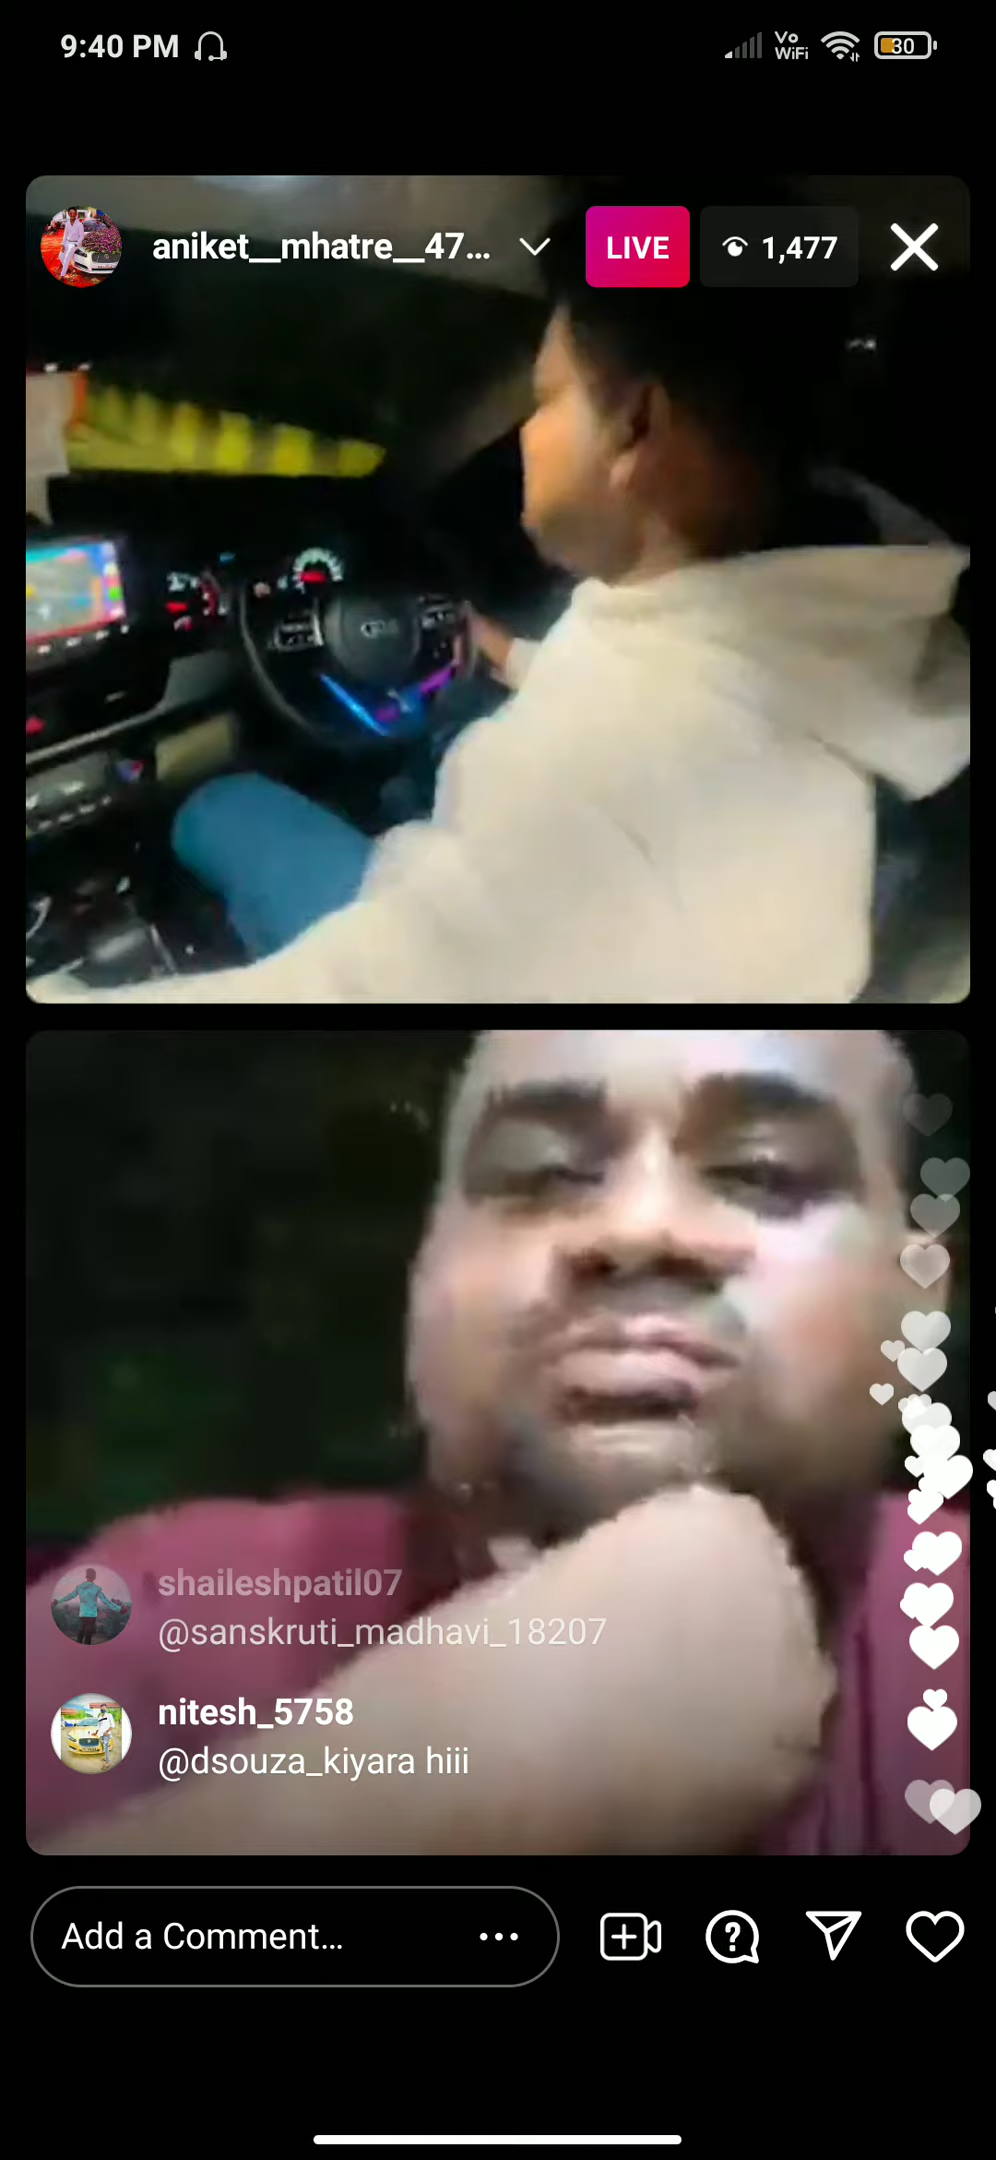 9:40 PM
Vo
WiFi
30
aniket__mhatre__47...
LIVE
1,477
shaileshpatil07
@sanskruti_madhavi_18207
nitesh_5758
@dsouza_kiyara hiii
Add a Comment...